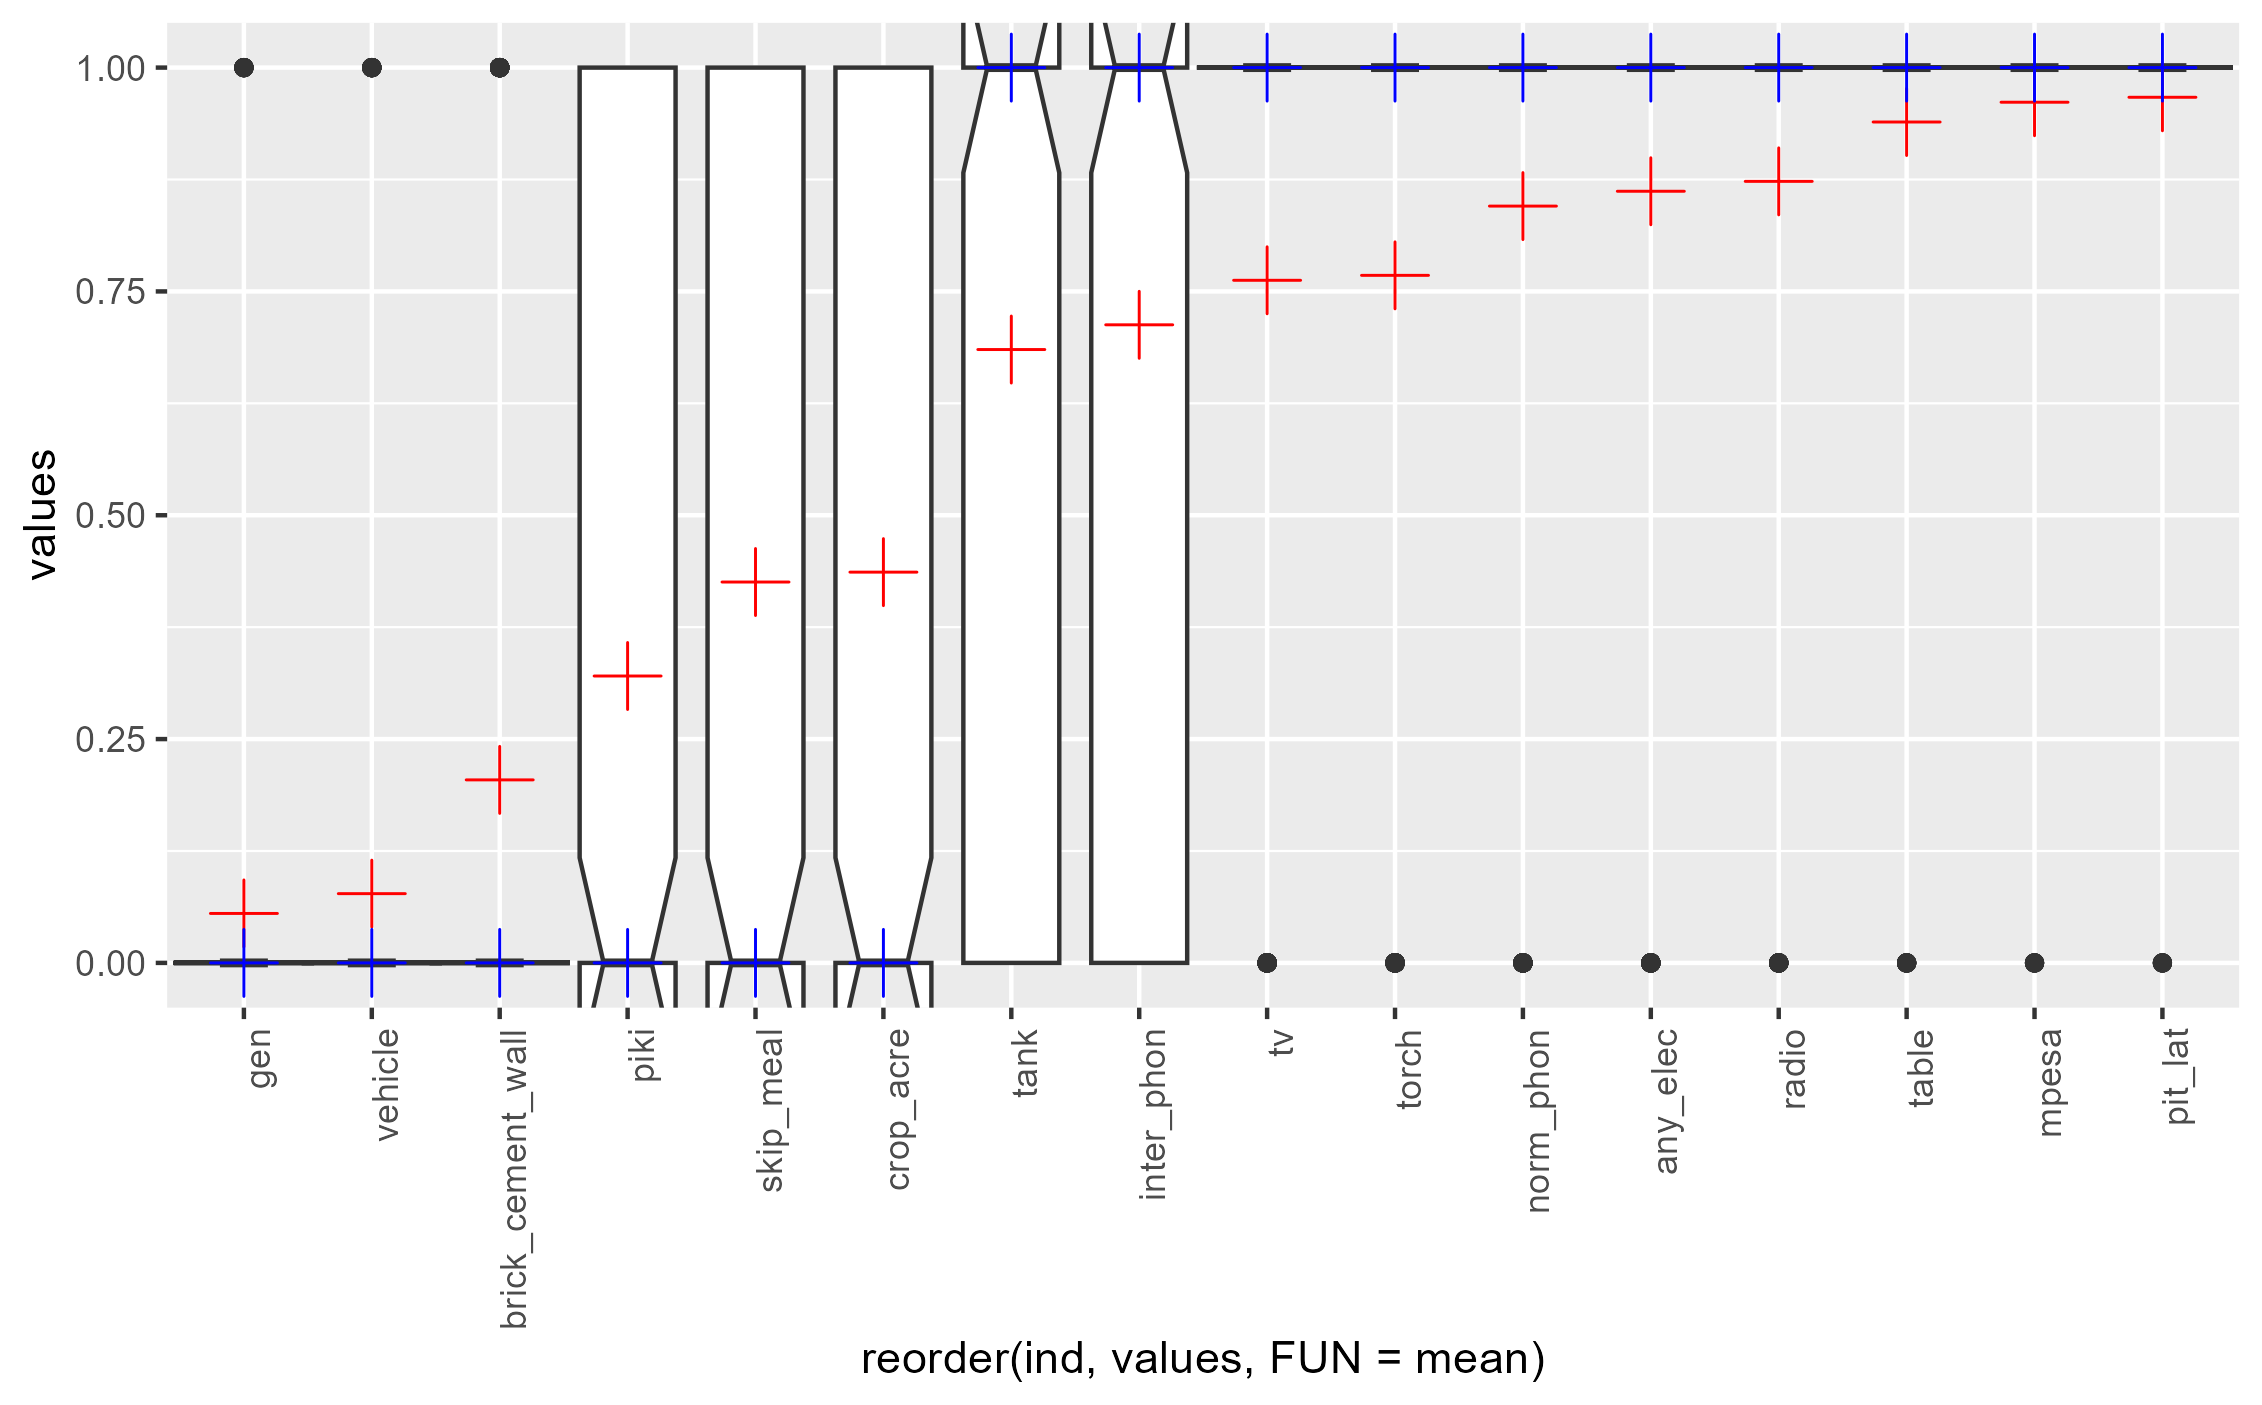 values
1.00
0.75
0.50
0.25
0.00
gen
vehicle
brick_cement_wall
piki
skip_meal
crop_acre
tank
inter_phon
tv
torch
norm_phon
any_elec
radio
table
mpesa
pit_lat
reorder(ind, values, FUN = mean)